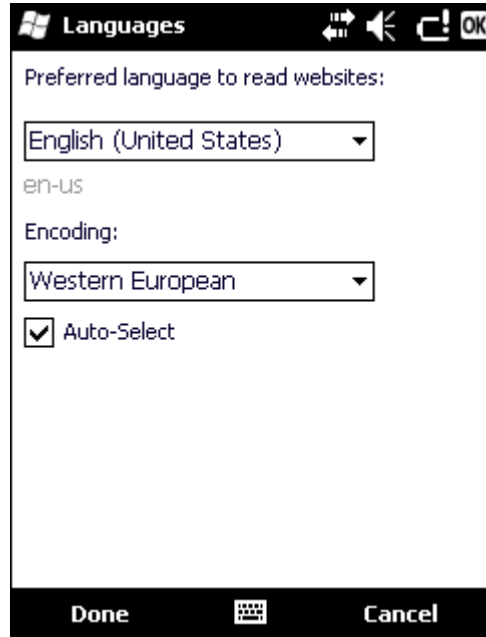 Languages
OK
Preferred language to read websites:
English (United States)
en-us
Encoding:
Western European
Auto-Select
Done
Cancel